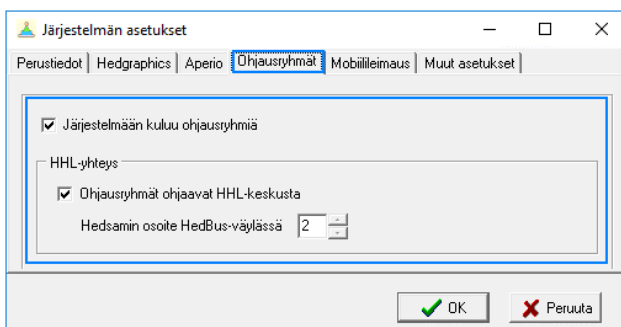 Järjestelmän asetukset
Perustiedot Hedgraphics Aperio Ohjausryhmät Mobiilileimaus Muut asetukset
Järjestelmään kuluu ohjausryhmiä
HHL-yhteys
Ohjausryhmät ohjaavat HHL-keskusta
Hedsamin osoite HedBus-väylässä 2
OK Peruuta